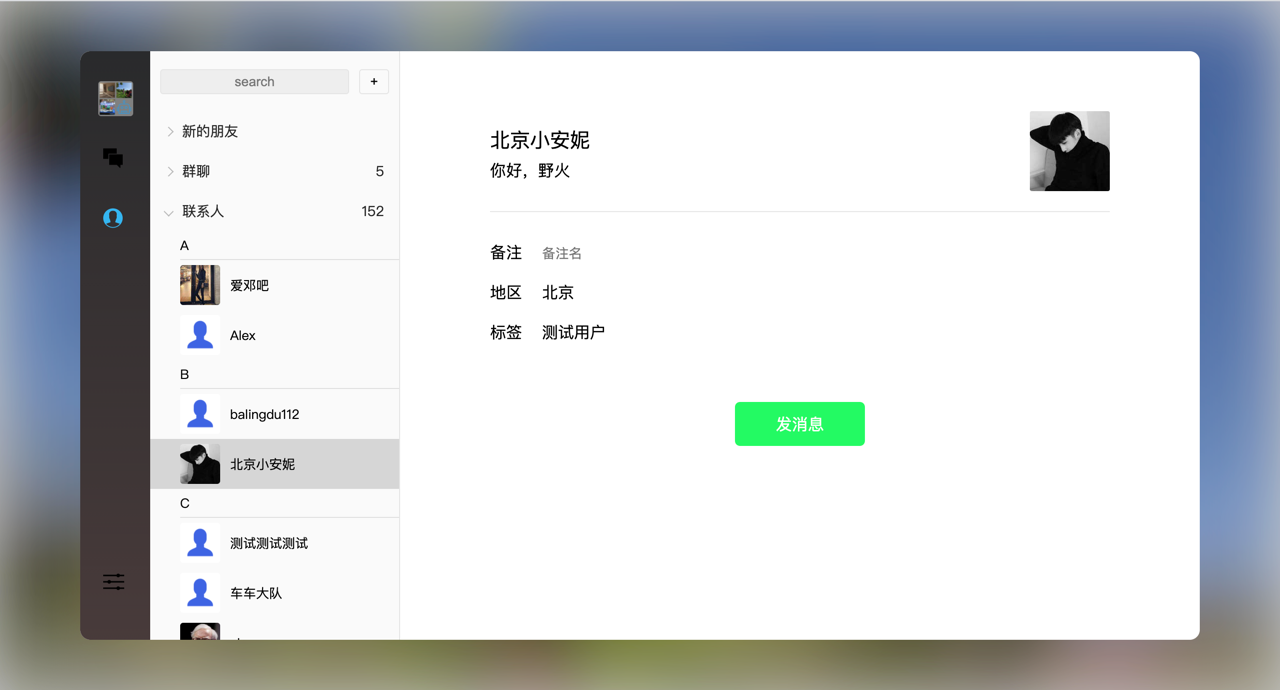 search
+
新的朋友
群聊 5
联系人 152
A
爱邓吧
Alex
B
balingdu112
北京小安妮
C
测试测试测试
车车大队
北京小安妮
你好，野火
备注 备注名
地区 北京
标签 测试用户
发消息